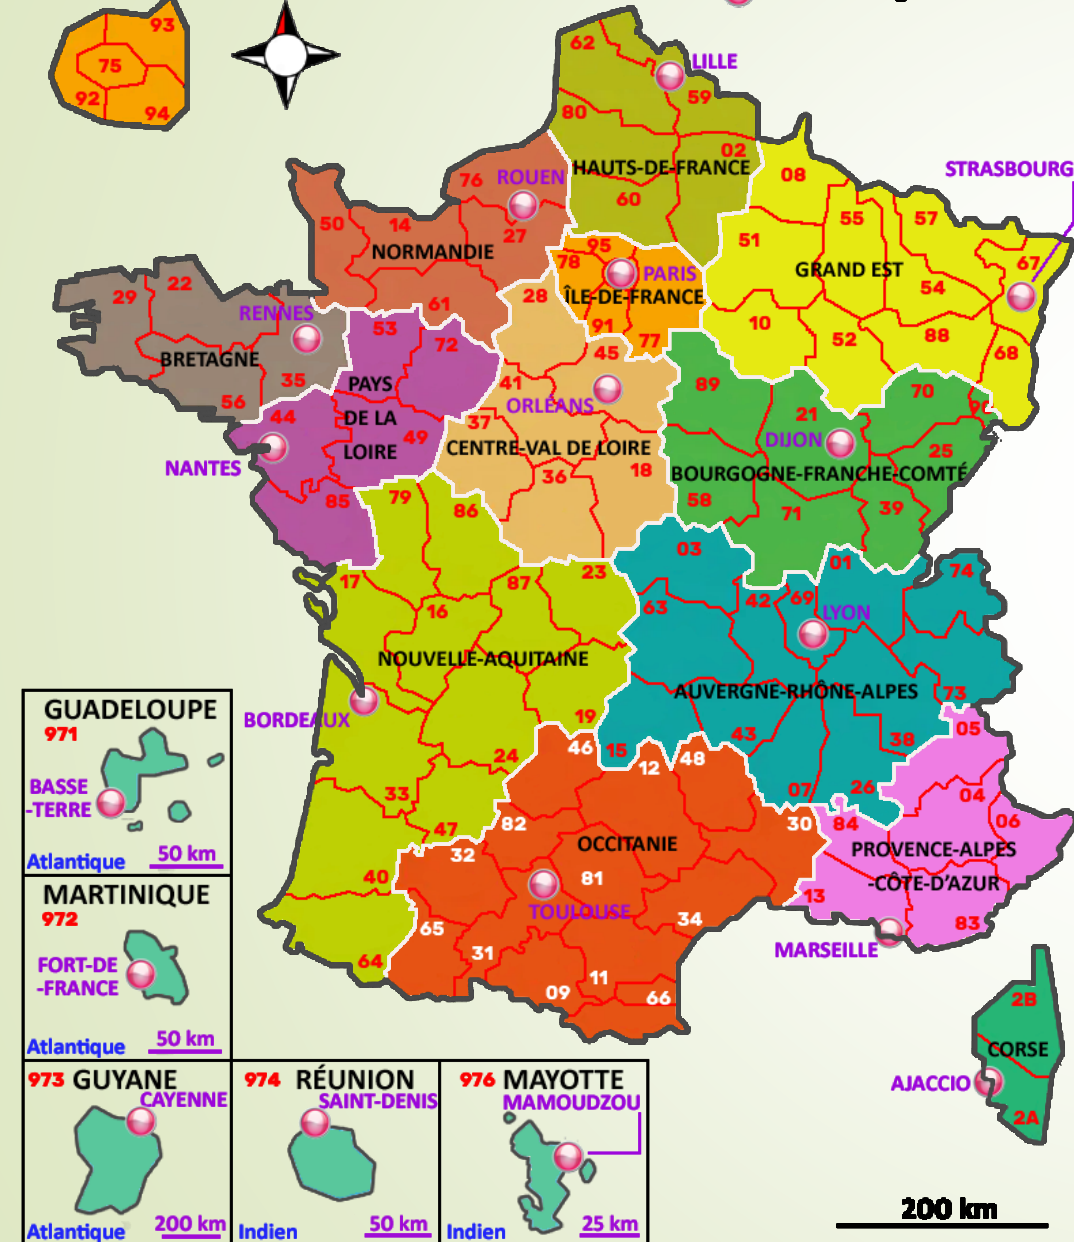 93
75
92
94
62
LILLE
59
80
02
HAUTS-DE-FRANCE
60
76
ROUEN
50
14
27
NORMANDIE
61
08
STRASBOURG
55
57
51
67
GRAND EST
54
10
52
88
68
95
78
PARIS
ÎLE-DE-FRANCE
91
77
29
22
RENNES
BRETAGNE
35
56
53
72
PAYS
DE LA
LOIRE
44
49
NANTES
85
28
45
41
ORLÉANS
37
CENTRE-VAL DE LOIRE
36
18
89
70
90
21
DIJON
25
BOURGOGNE-FRANCHE-COMTÉ
58
71
39
79
86
17
87
23
16
NOUVELLE-AQUITAINE
BORDEAUX
19
24
33
47
40
64
03
01
74
63
42
69
LYON
AUVERGNE-RHÔNE-ALPES
73
43
38
15
07
26
46
12
48
82
30
32
OCCITANIE
81
TOULOUSE
65
34
31
11
09
66
05
04
06
84
PROVENCE-ALPES
-CÔTE-D’AZUR
13
83
MARSEILLE
2B
CORSE
AJACCIO
2A
GUADELOUPE
971
BASSE
-TERRE
Atlantique 50 km
MARTINIQUE
972
FORT-DE
-FRANCE
Atlantique 50 km
973 GUYANE
CAYENNE
Atlantique 200 km
974 RÉUNION
SAINT-DENIS
Indien 50 km
976 MAYOTTE
MAMOUDZOU
Indien 25 km
200 km